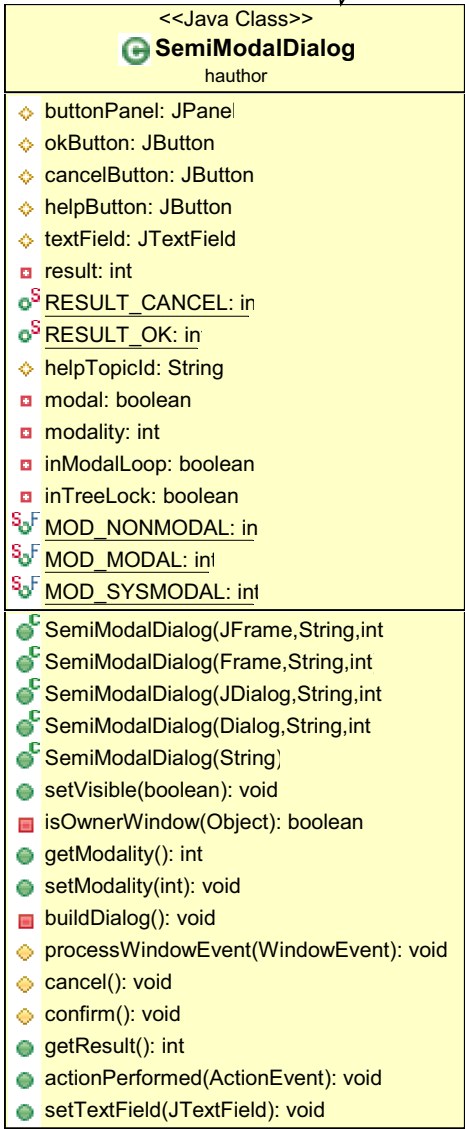 <<Java Class>>
SemiModalDialog
hauthor
buttonPanel: JPanel
okButton: JButton
cancelButton: JButton
helpButton: JButton
textField: JTextField
result: int
RESULT_CANCEL: in
RESULT_OK: in
helpTopicId: String
modal: boolean
modality: int
inModalLoop: boolean
inTreeLock: boolean
MOD_NONMODAL: in
MOD_MODAL: int
MOD_SYSMODAL: int
SemiModalDialog(JFrame,String,int
SemiModalDialog(Frame,String,int
SemiModalDialog(JDialog,String,int
SemiModalDialog(Dialog,String,int
SemiModalDialog(String)
setVisible(boolean): void
isOwnerWindow(Object): boolean
getModality(): int
setModality(int): void
buildDialog(): void
processWindowEvent(WindowEvent): void
cancel(): void
confirm(): void
getResult(): int
actionPerformed(ActionEvent): void
setTextField(JTextField): void